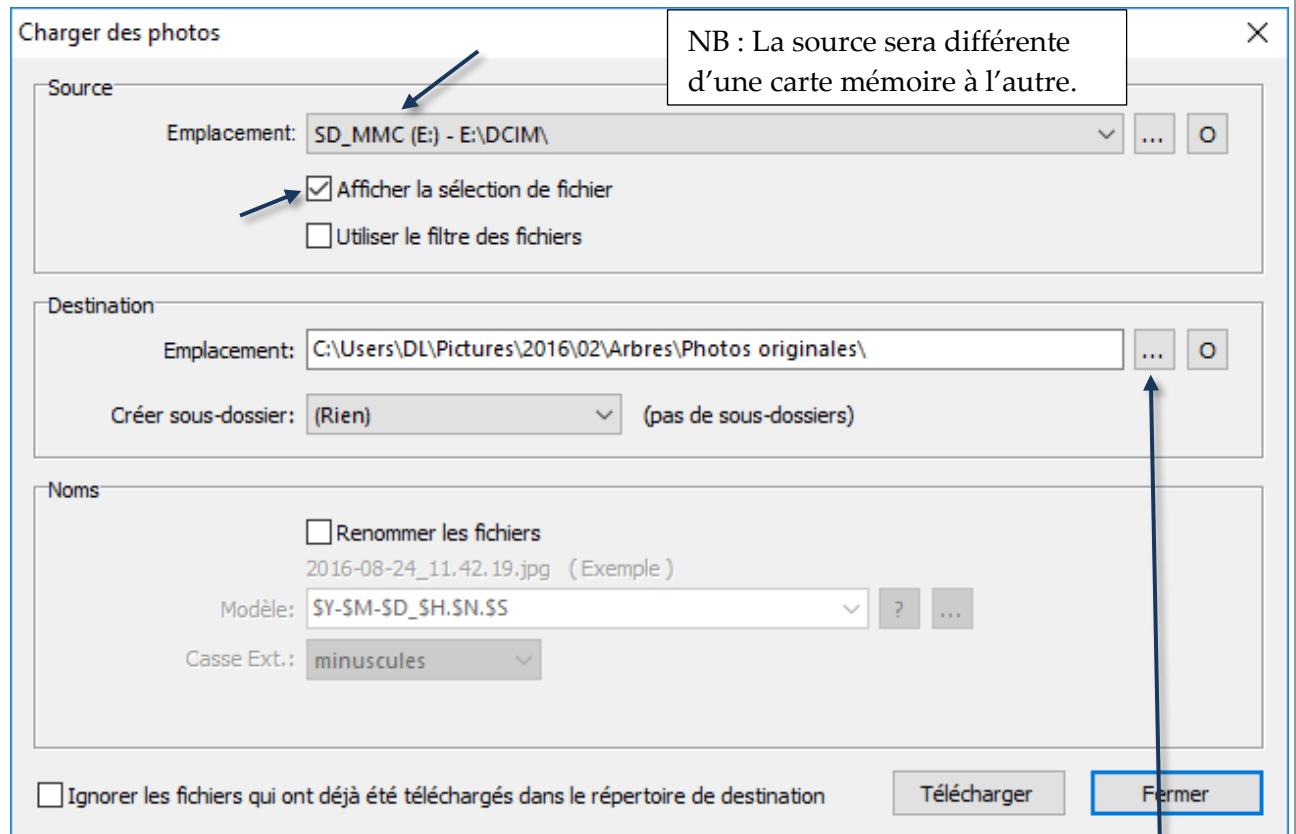 Charger des photos
NB : La source sera différente
d’une carte mémoire à l’autre.
Source
Emplacement: SD_MMC (E:) - E:\DCIM\ ... O
Afficher la sélection de fichier
Utiliser le filtre des fichiers
Destination
Emplacement: C:\Users\DL\Pictures\2016\02\Arbres\Photos originales\ ... O
Créer sous-dossier: (Rien) (pas de sous-dossiers)
Noms
Renommer les fichiers
2016-08-24_11.42.19.jpg (Exemple )
Modèle: $Y-$M-$D_$H.$N.$S ? ...
Casse Ext.: minuscules
Ignorer les fichiers qui ont déjà été téléchargés dans le répertoire de destination Télécharger Fermer